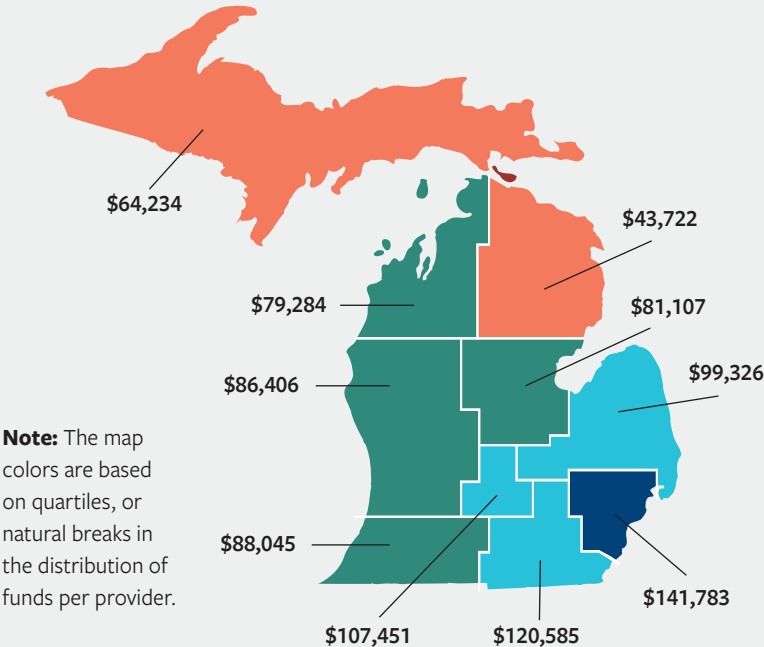 $64,234
$43,722
$79,284
$81,107
$99,326
$86,406
Note: The map
colors are based
on quartiles, or
natural breaks in
the distribution of
funds per provider.
$88,045
$141,783
$107,451
$120,585